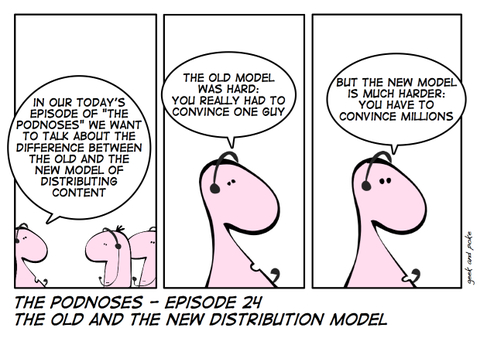 IN OUR TODAY'S
EPISODE OF "THE
PODNOSES" WE WANT
TO TALK ABOUT THE
DIFFERENCE BETWEEN
THE OLD AND THE
NEW MODEL OF
DISTRIBUTING
CONTENT
THE OLD MODEL
WAS HARD:
YOU REALLY HAD TO
CONVINCE ONE GUY
BUT THE NEW MODEL
IS MUCH HARDER:
YOU HAVE TO
CONVINCE MILLIONS
geek and poke
THE PODNOSES - EPISODE 24
THE OLD AND THE NEW DISTRIBUTION MODEL